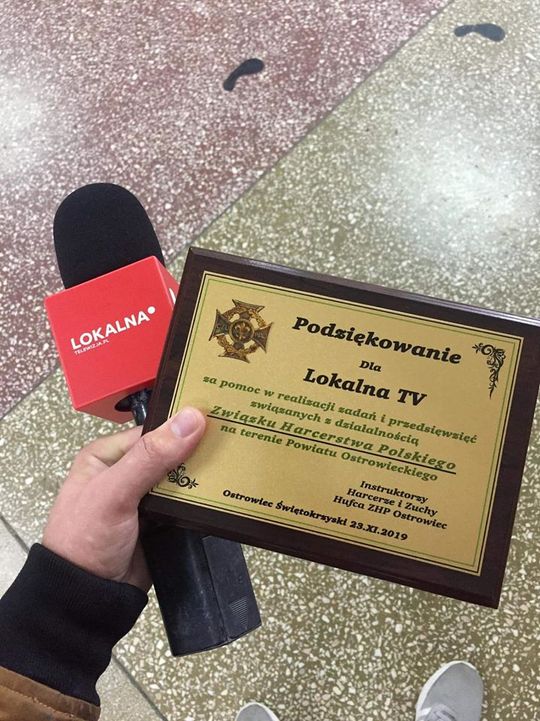 LOKALNA
TELEWIZJA.PL
Podziękowanie
Dla
Lokalna TV
za pomoc w realizacji zadań i przedsięwzięć
związanych z działalnością
Związku Harcerstwa Polskiego
na terenie Powiatu Ostrowieckiego
Instruktorzy
Harcerze i Zuchy
Hufca ZHP Ostrowiec
Ostrowiec Świętokrzyski 23.XI.2019